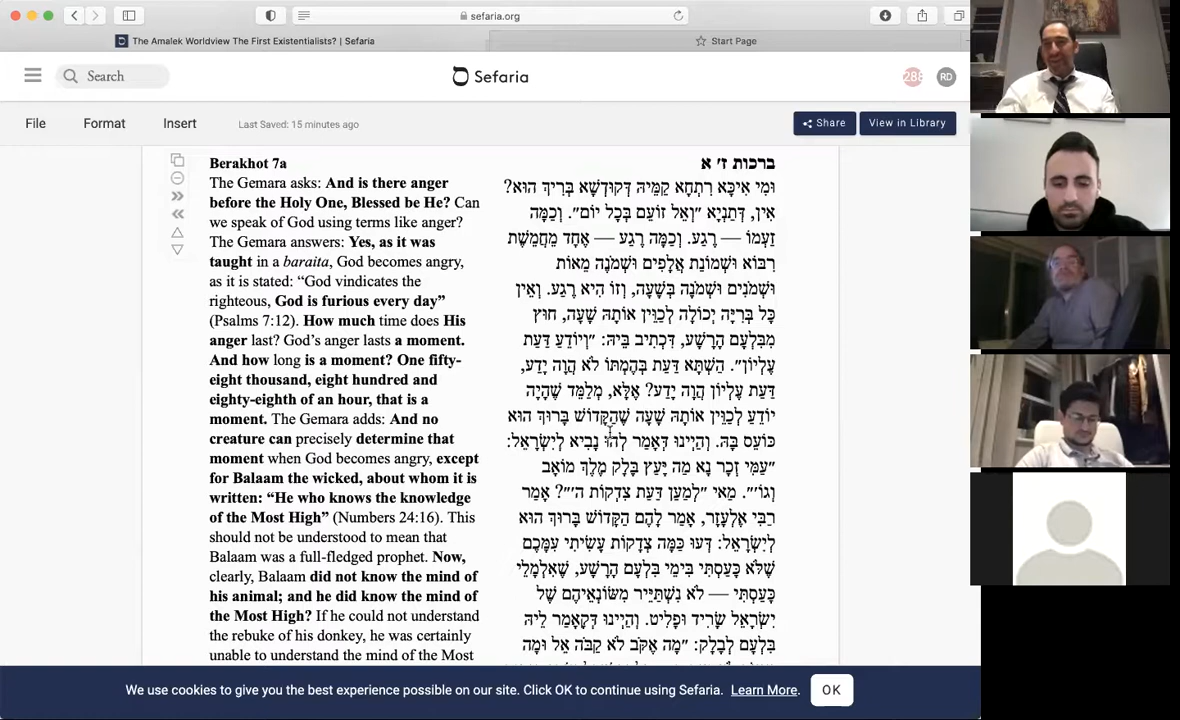 sefaria.org
The Amalek Worldview The First Existentialists? | Sefaria
Start Page
Search
Sefaria
288
RD
File
Format
Insert
Last Saved: 15 minutes ago
Share
View in Library
Berakhot 7a
The Gemara asks: And is there anger
before the Holy One, Blessed be He? Can
we speak of God using terms like anger?
The Gemara answers: Yes, as it was
taught in a baraita, God becomes angry,
as it is stated: “God vindicates the
righteous, God is furious every day”
(Psalms 7:12). How much time does His
anger last? God’s anger lasts a moment.
And how long is a moment? One fifty-
eight thousand, eight hundred and
eighty-eighth of an hour, that is a
moment. The Gemara adds: And no
creature can precisely determine that
moment when God becomes angry, except
for Balaam the wicked, about whom it is
written: “He who knows the knowledge
of the Most High” (Numbers 24:16). This
should not be understood to mean that
Balaam was a full-fledged prophet. Now,
clearly, Balaam did not know the mind of
his animal; and he did know the mind of
the Most High? If he could not understand
the rebuke of his donkey, he was certainly
unable to understand the mind of the Most
ברכות ז׳ א
וּמִי אִיכָּא רִתְחָא קַמֵּיהּ דְּקוּדְשָׁא בְּרִיךְ הוּא?
אִין, דְּתַנְיָא ״וְאֵל זוֹעֵם בְּכָל יוֹם״. וְכַמָּה
זַעְמוֹ — רֶגַע. וְכַמָּה רֶגַע — אֶחָד מֵחֲמֵשֶׁת
רִבּוֹא וּשְׁמוֹנַת אֲלָפִים וּשְׁמֹנֶה מֵאוֹת
וּשְׁמֹנִים וּשְׁמֹנָה בְּשָׁעָה, וְזוֹ הִיא רֶגַע. וְאֵין
כָּל בְּרִיָּה יְכוֹלָה לְכַוֵּין אוֹתָהּ שָׁעָה, חוּץ
מִבִּלְעָם הָרָשָׁע, דִּכְתִיב בֵּיהּ: ״וְיוֹדֵעַ דַּעַת
עֶלְיוֹן״. הַשְׁתָּא דַּעַת בְּהֶמְתּוֹ לֹא הֲוָה יָדַע,
דַּעַת עֶלְיוֹן הֲוָה יָדַע? אֶלָּא, מְלַמֵּד שֶׁהָיָה
יוֹדֵעַ לְכַוֵּין אוֹתָהּ שָׁעָה שֶׁהַקָּדוֹשׁ בָּרוּךְ הוּא
כּוֹעֵס בָּהּ. וְהַיְינוּ דְּאָמַר לְהוּ נָבִיא לְיִשְׂרָאֵל:
״עַמִּי זְכָר נָא מַה יָּעַץ בָּלָק מֶלֶךְ מוֹאָב
וְגוֹ׳״. מַאי ״לְמַעַן דַּעַת צִדְקוֹת ה׳״? אָמַר
רַבִּי אֶלְעָזָר, אָמַר לָהֶם הַקָּדוֹשׁ בָּרוּךְ הוּא
לְיִשְׂרָאֵל: דְּעוּ כַּמָּה צְדָקוֹת עָשִׂיתִי עִמָּכֶם
שֶׁלֹּא כָּעַסְתִּי בִּימֵי בִּלְעָם הָרָשָׁע, שֶׁאִלְמָלֵי
כָּעַסְתִּי — לֹא נִשְׁתַּיֵּיר מִשּׂוֹנְאֵיהֶם שֶׁל
יִשְׂרָאֵל שָׂרִיד וּפָלִיט. וְהַיְינוּ דְּקָאָמַר לֵיהּ
בִּלְעָם לְבָלָק: ״מָה אֶקֹּב לֹא קַבֹּה אֵל וּמָה
We use cookies to give you the best experience possible on our site. Click OK to continue using Sefaria. Learn More. OK